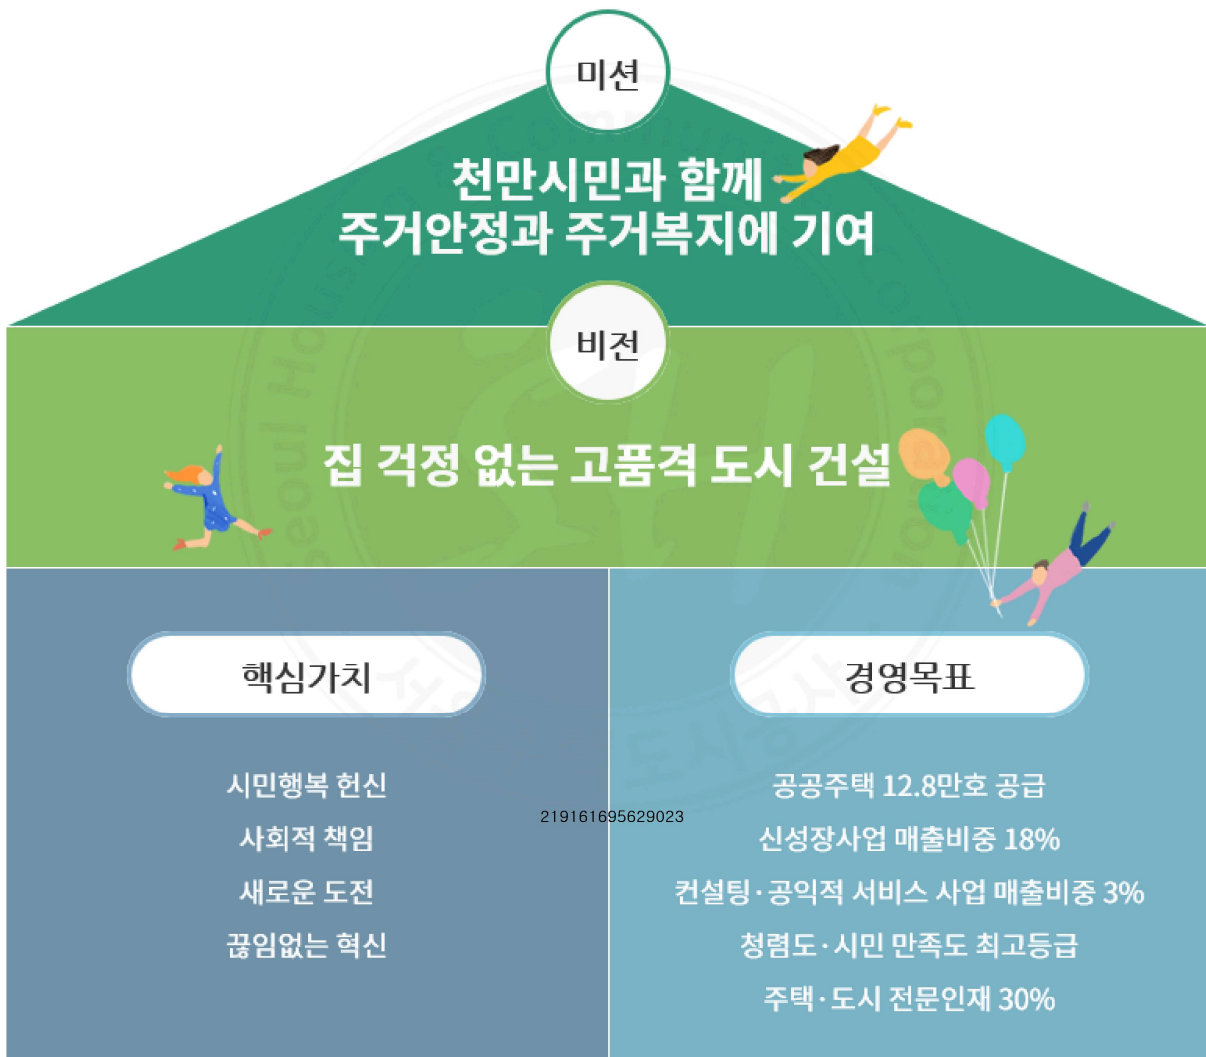 미션
천만시민과 함께
주거안정과 주거복지에 기여
비전
집 걱정 없는 고품격 도시 건설
핵심가치
시민행복 헌신
사회적 책임
새로운 도전
끊임없는 혁신
경영목표
공공주택 12.8만호 공급
신성장사업 매출비중 18%
컨설팅·공익적 서비스 사업 매출비중 3%
청렴도·시민 만족도 최고등급
주택·도시 전문인재 30%
219161695629023